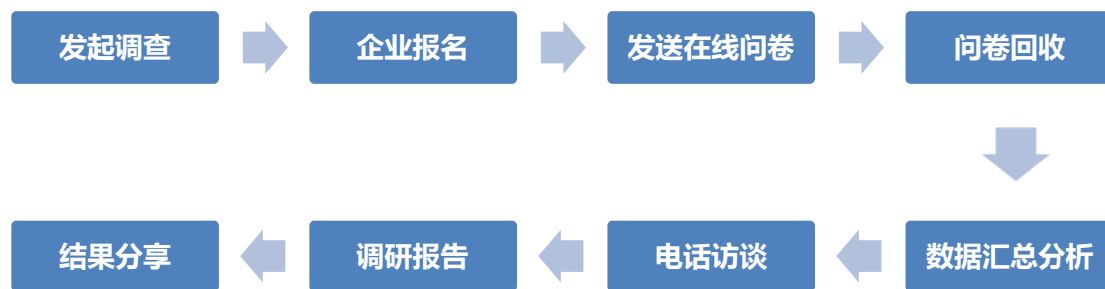 发起调查
企业报名
发送在线问卷
问卷回收
数据汇总分析
电话访谈
调研报告
结果分享